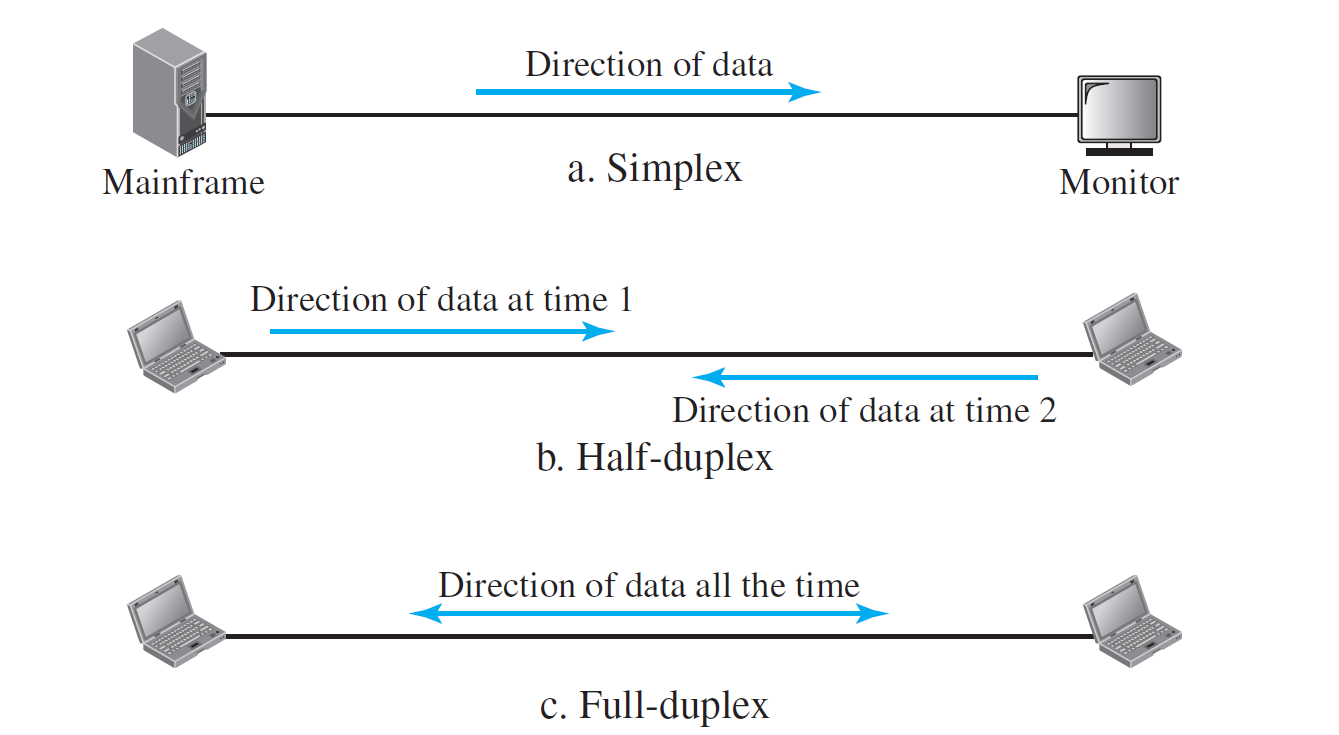 Direction of data
Mainframe
a. Simplex
Monitor
Direction of data at time 1
Direction of data at time 2
b. Half-duplex
Direction of data all the time
c. Full-duplex